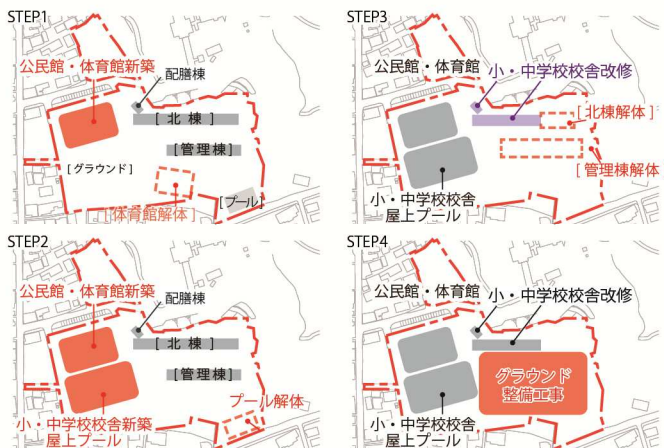 STEP1
公民館・体育館新築
配膳棟
[ 北 棟 ]
[管理棟]
[グラウンド]
[体育館解体]
[プール]
STEP2
公民館・体育館新築
配膳棟
[ 北 棟 ]
[管理棟]
プール解体
小・中学校校舎新築
屋上プール
STEP3
公民館・体育館
小・中学校校舎改修
[北棟解体]
[管理棟解体]
小・中学校校舎
屋上プール
STEP4
公民館・体育館
小・中学校校舎改修
グラウンド
整備工事
小・中学校校舎
屋上プール